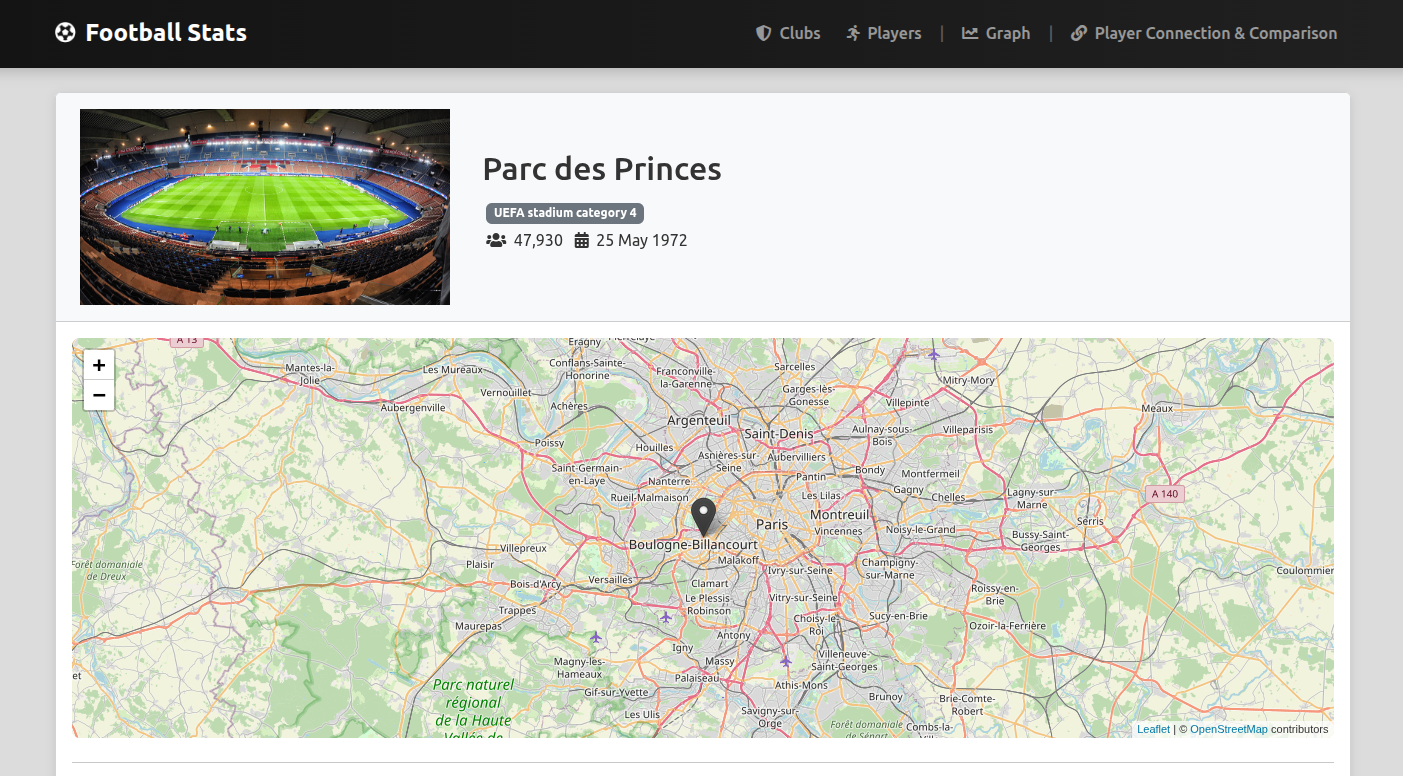 Football Stats
Clubs
Players
|
Graph
|
Player Connection & Comparison
Parc des Princes
UEFA stadium category 4
47,930
25 May 1972
+
−
A 13
Mantes-la-
Jolie
Les Mureaux
Aubergenville
Vernouillet
Conflans-Sainte-
Honorine
Eragny
Achères
Poissy
Franconville-
la-Garenne
Sarcelles
Garges-lès-
Gonesse
Mitry-Mory
Villepinte
Meaux
Argenteuil
Saint-Denis
Aulnay-sous-
Bois
Villeparisis
Houilles
Asnières-sur-
Seine
Aubervilliers
Saint-Germain-
en-Laye
Nanterre
Pantin
Bondy
Montfermeil
Gagny
Chelles
Lagny-sur-
Marne
A 140
Rueil-Malmaison
Les Lilas
Montreuil
Paris
Vincennes
Noisy-le-Grand
Serris
Bussy-Saint-
Georges
Boulogne-Billancourt
Malakoff
Villepreux
Plaisir
Forêt domaniale
de Dreux
Bois-d'Arcy
Versailles
Clamart
Ivry-sur-Seine
Champigny-
sur-Marne
Coulommier
Trappes
Le Plessis
Robinson
Vitry-sur-Seine
Roissy-en-
Brie
Maurepas
Choisy-le-
Roi
Sucy-en-Brie
Ozoir-la-Ferrière
Antony
Igny
Massy
Magny-les-
Hameaux
Palaiseau
Villeneuve-
Saint-Georges
et
Parc naturel
régional
de la Haute
Vallée de
Gif-sur-Yvette
Athis-Mons
Brunoy
Brie-Comte-
Robert
Les Ulis
Savigny-sur-
Orge
Forêt domaniale
de Sénart
Combs-la-
Leaflet | © OpenStreetMap contributors